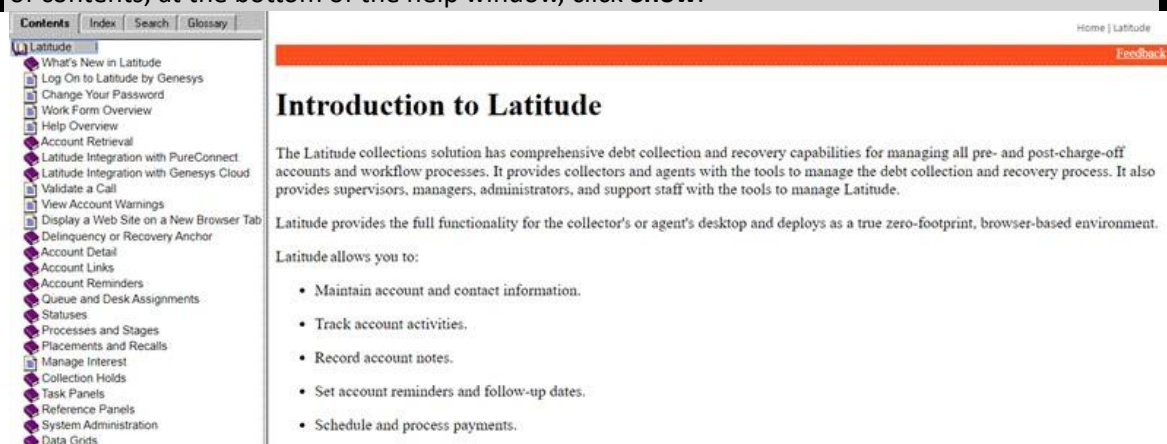 of contents, at the bottom of the help window, click Show.
Contents Index Search Glossary
Latitude
What's New in Latitude
Log On to Latitude by Genesys
Change Your Password
Work Form Overview
Help Overview
Account Retrieval
Latitude Integration with PureConnect
Latitude Integration with Genesys Cloud
Validate a Call
View Account Warnings
Display a Web Site on a New Browser Tab
Delinquency or Recovery Anchor
Account Detail
Account Links
Account Reminders
Queue and Desk Assignments
Statuses
Processes and Stages
Placements and Recalls
Manage Interest
Collection Holds
Task Panels
Reference Panels
System Administration
Data Grids
Home | Latitude
Feedback
Introduction to Latitude
The Latitude collections solution has comprehensive debt collection and recovery capabilities for managing all pre- and post-charge-off
accounts and workflow processes. It provides collectors and agents with the tools to manage the debt collection and recovery process. It also
provides supervisors, managers, administrators, and support staff with the tools to manage Latitude.
Latitude provides the full functionality for the collector's or agent's desktop and deploys as a true zero-footprint, browser-based environment.
Latitude allows you to:
• Maintain account and contact information.
• Track account activities.
• Record account notes.
• Set account reminders and follow-up dates.
• Schedule and process payments.